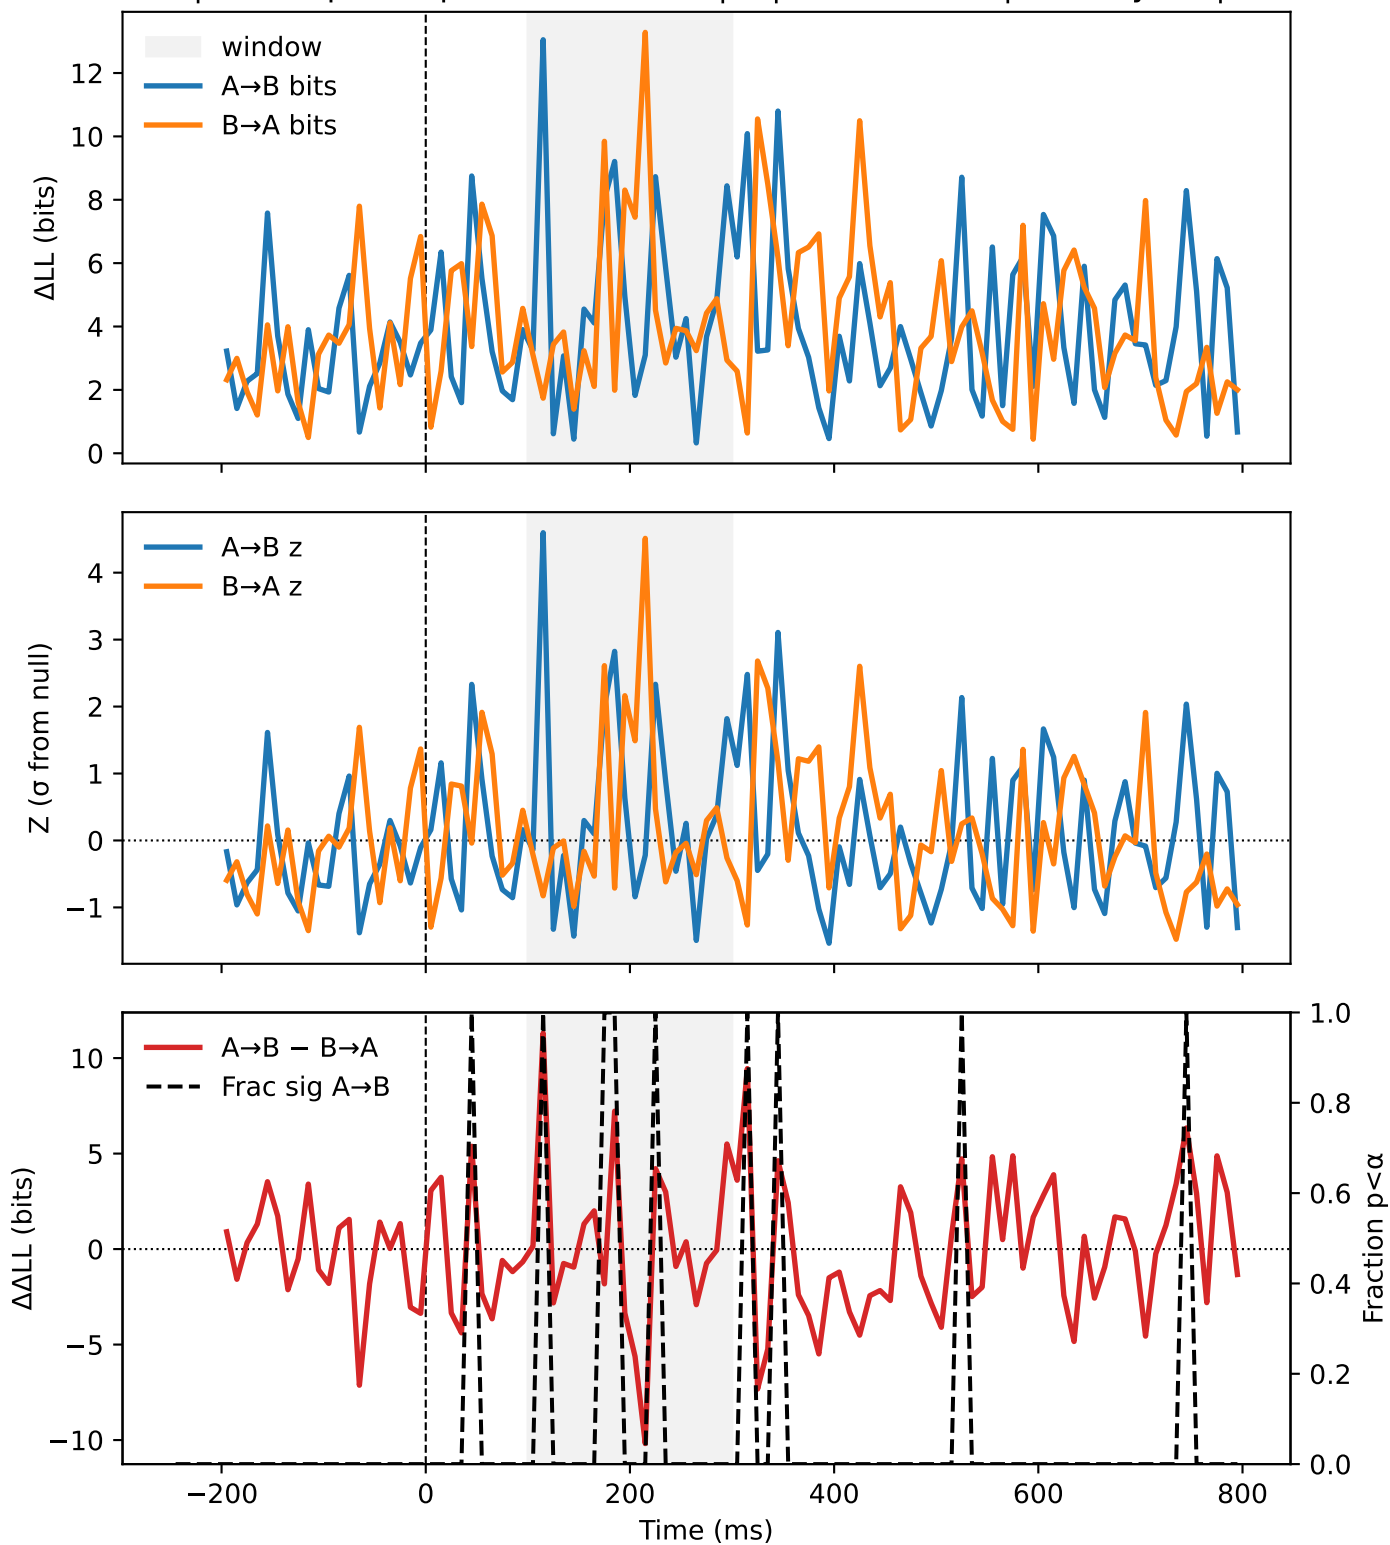 window
A→B bits
B→A bits
ΔLL (bits)
12
10
8
6
4
2
0
A→B z
B→A z
Z (σ from null)
4
3
2
1
0
−1
A→B − B→A
Frac sig A→B
ΔΔLL (bits)
10
5
0
−5
−10
1.0
0.8
0.6
0.4
0.2
0.0
Fraction p<α
−200
0
200
400
600
800
Time (ms)